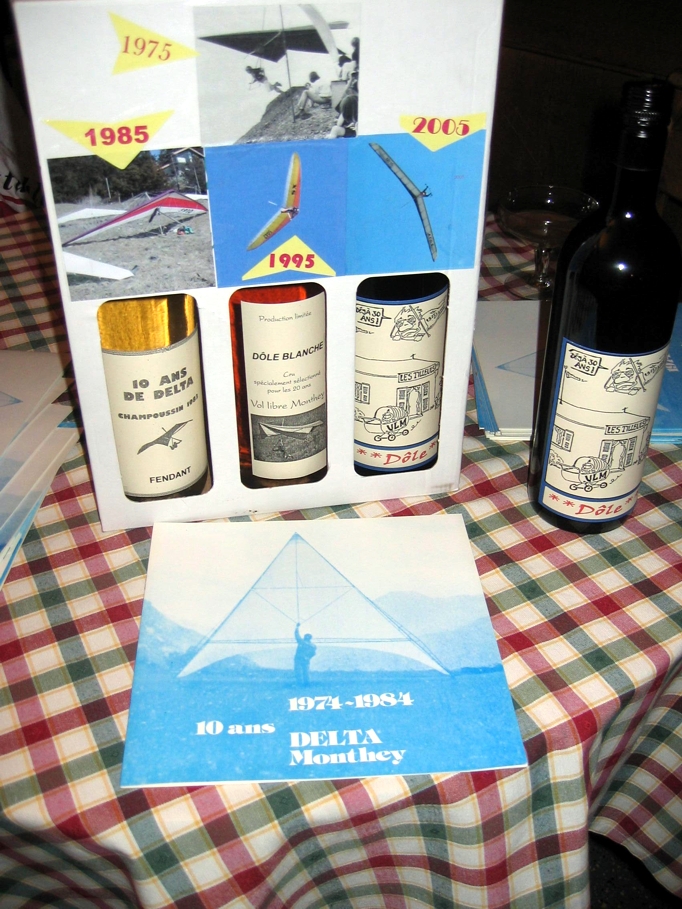 1975
1985
2005
1995
10 ANS
DE DELTA
CHAMPOUSSIN
FENDANT
Production limitée
DÔLE BLANCHE
Cru
spécialement sélectionné
pour les 20 ans
Vol libre Monthey
DÉJÀ 30
ANS!
LES TILLEULS
VLM
* * Dôle *
DÉJÀ 30
ANS!
LES TILLEULS
VLM
* * Dôle *
1974-1984
10 ans
DELTA
Monthey